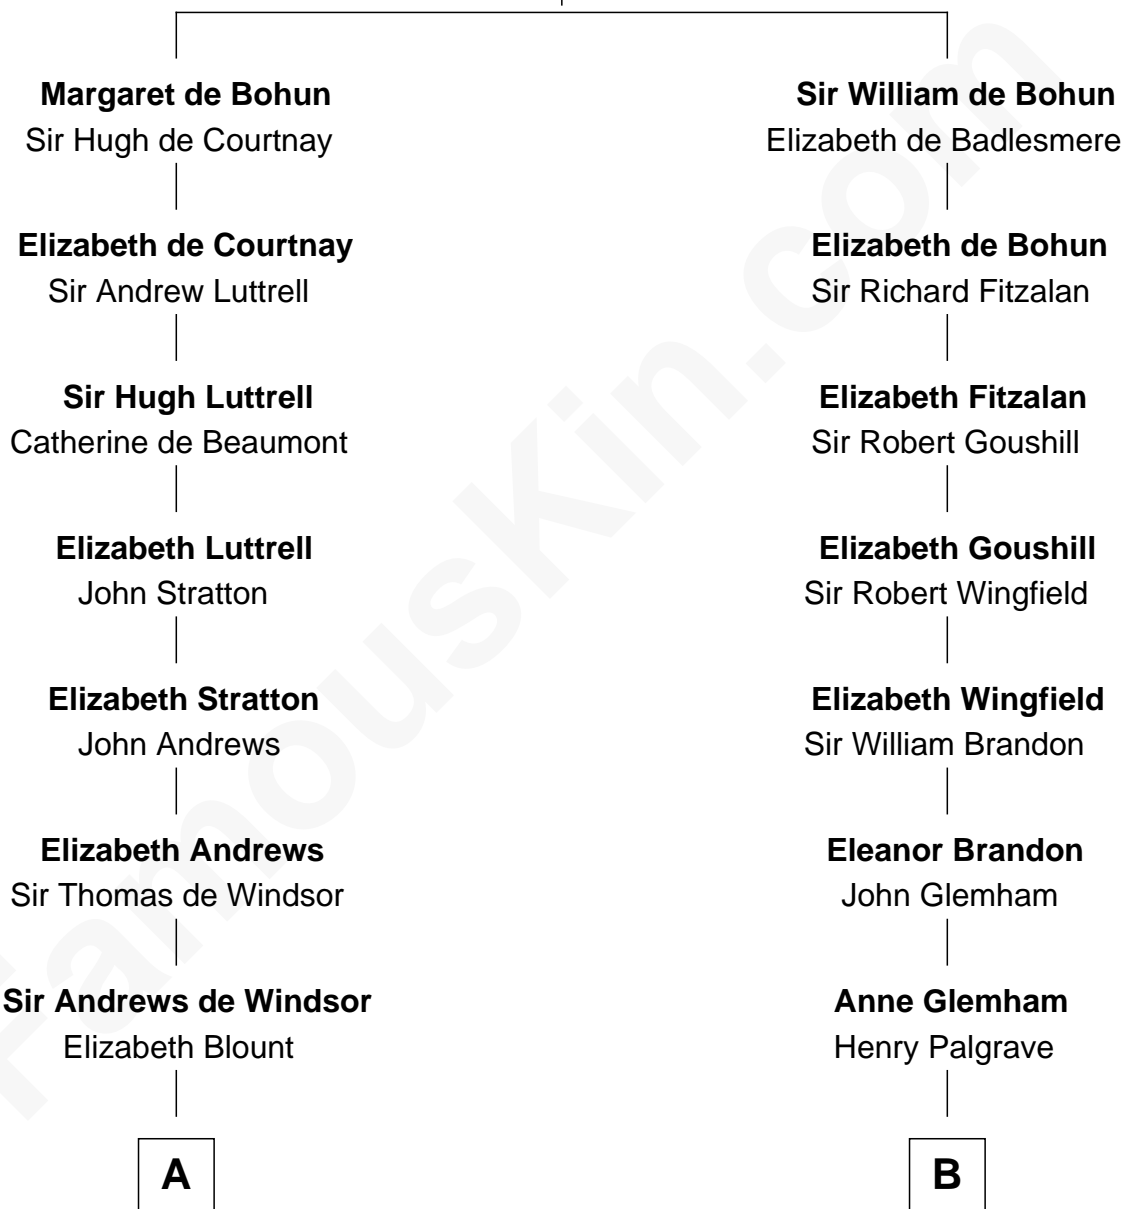 Margaret de Bohun
Sir Hugh de Courtnay
Elizabeth de Courtnay
Sir Andrew Luttrell
Sir Hugh Luttrell
Catherine de Beaumont
Elizabeth Luttrell
John Stratton
Elizabeth Stratton
John Andrews
Elizabeth Andrews
Sir Thomas de Windsor
Sir Andrews de Windsor
Elizabeth Blount
A
Sir William de Bohun
Elizabeth de Badlesmere
Elizabeth de Bohun
Sir Richard Fitzalan
Elizabeth Fitzalan
Sir Robert Goushill
Elizabeth Goushill
Sir Robert Wingfield
Elizabeth Wingfield
Sir William Brandon
Eleanor Brandon
John Glemham
Anne Glemham
Henry Palgrave
B
FamousKin.com